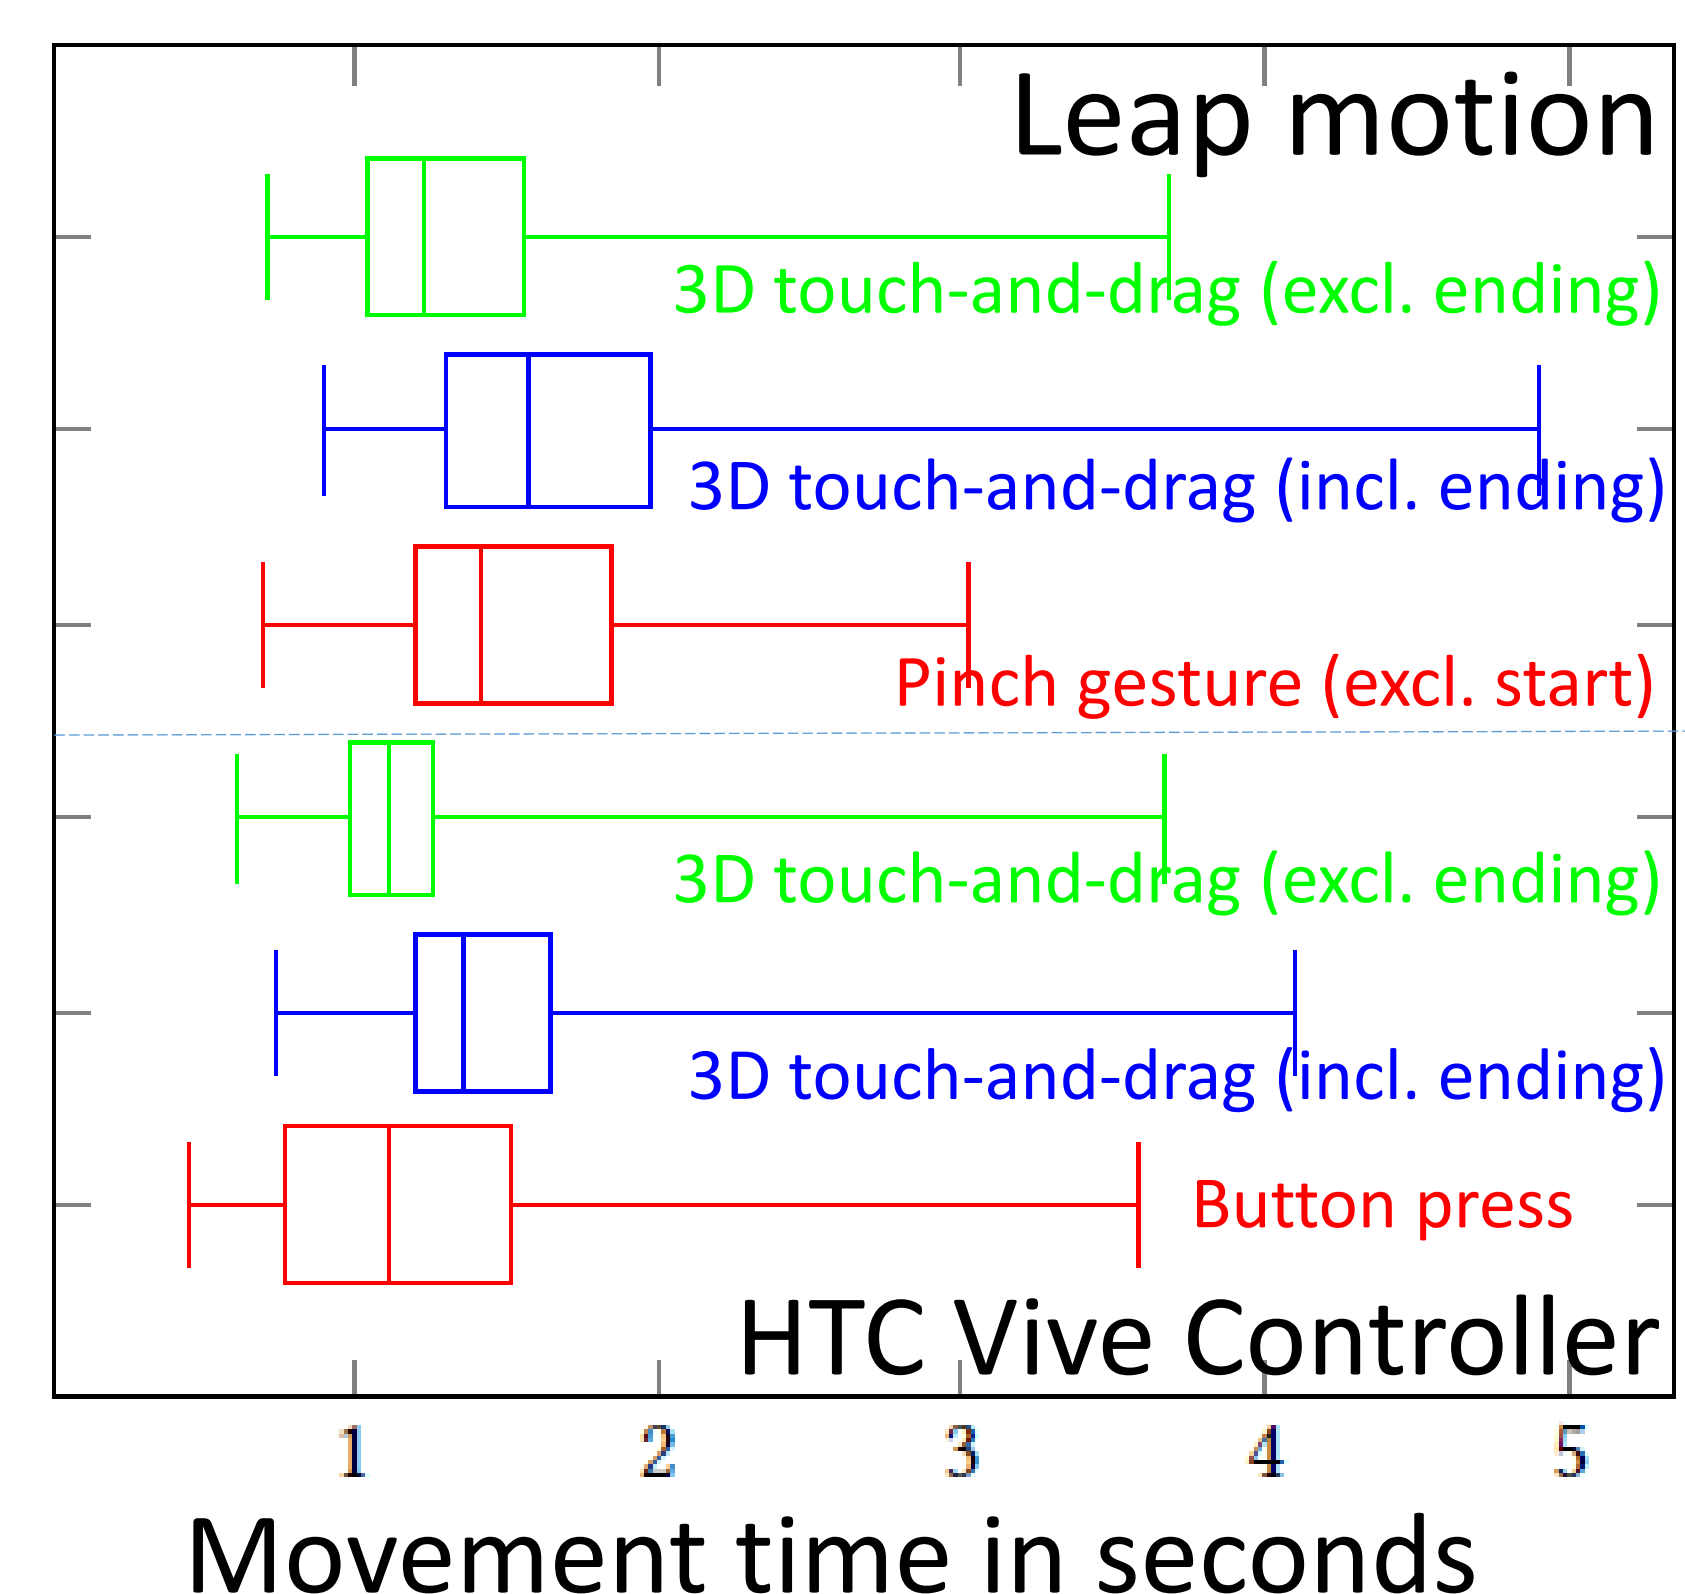 Leap motion
3D touch-and-drag (excl. ending)
3D touch-and-drag (incl. ending)
Pinch gesture (excl. start)
3D touch-and-drag (excl. ending)
3D touch-and-drag (incl. ending)
Button press
HTC Vive Controller
1 2 3 4 5
Movement time in seconds